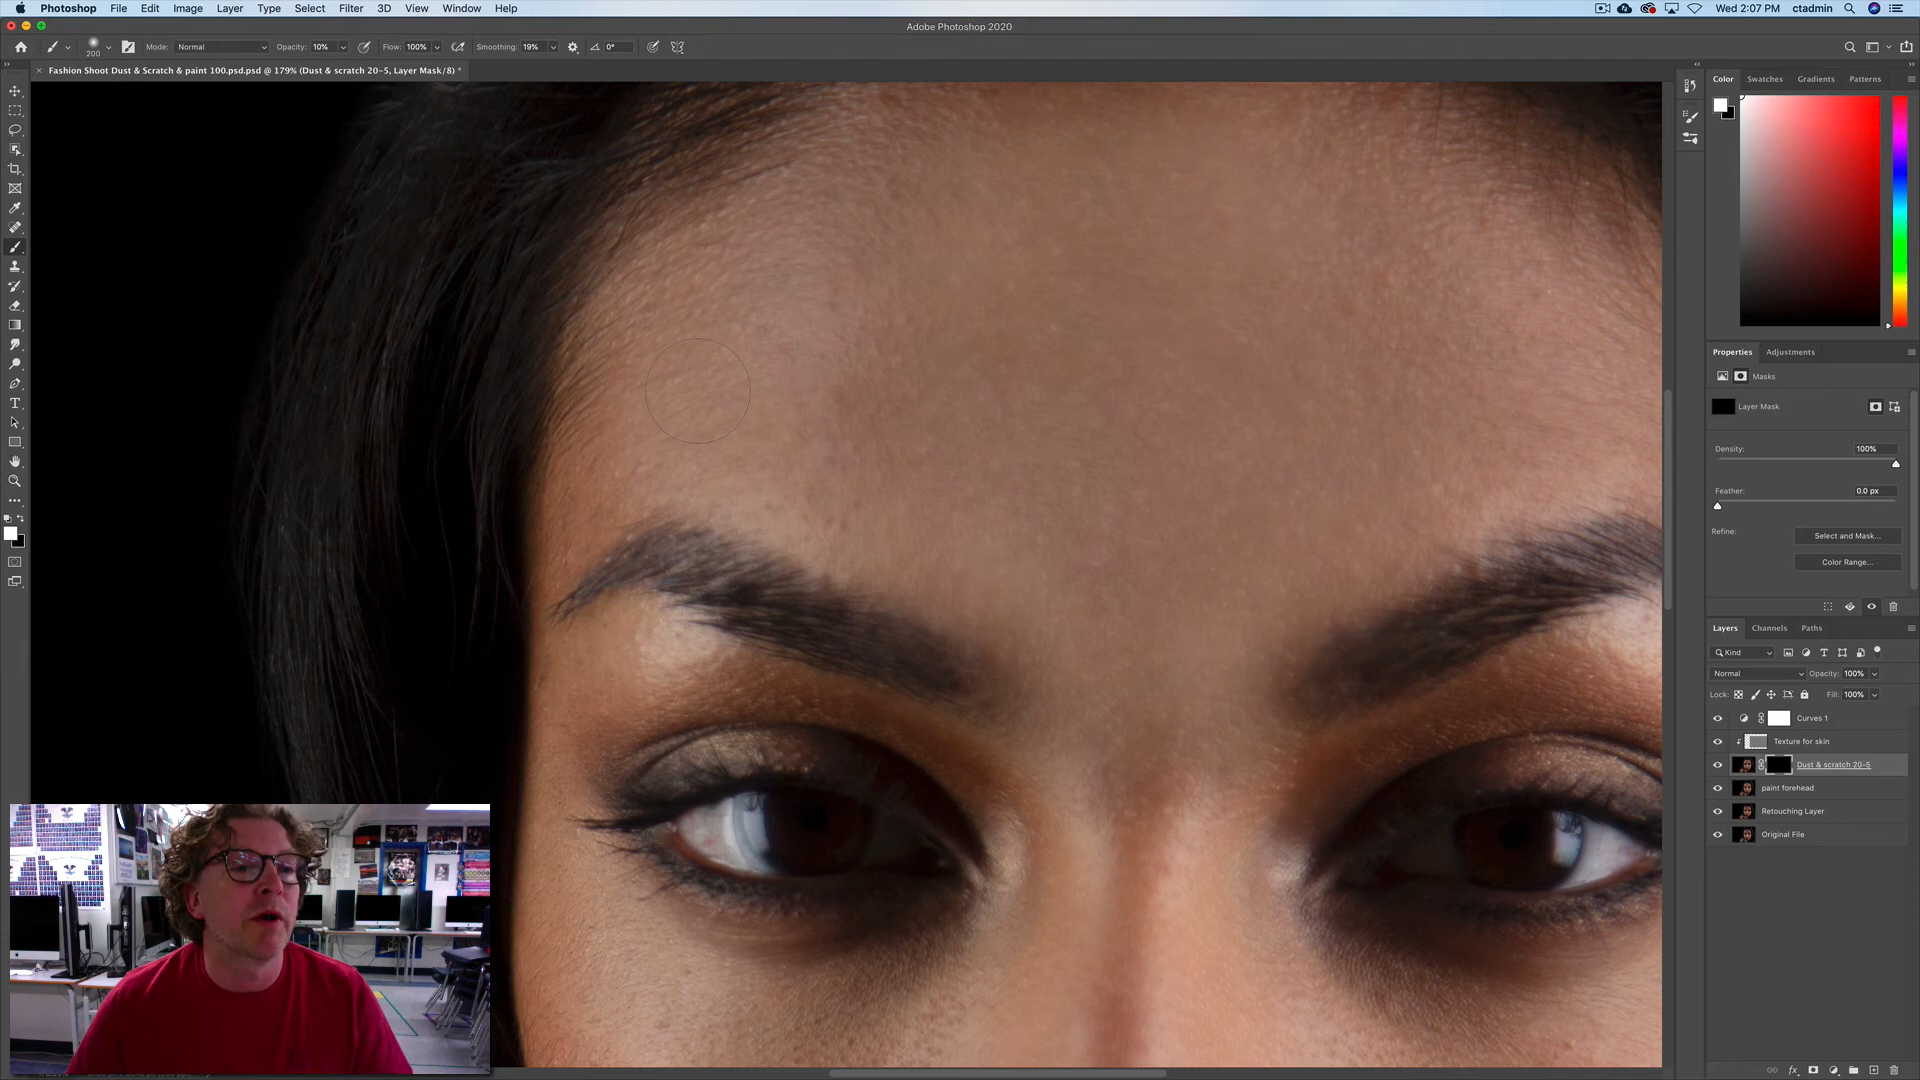 Photoshop File Edit Image Layer Type Select Filter 3D View Window Help Wed 2:07 PM ctadmin
Adobe Photoshop 2020
200 Mode: Normal Opacity: 10% Flow: 100% Smoothing: 19% 0°
Fashion Shoot Dust & Scratch & paint 100.psd.psd @ 179% (Dust & scratch 20-5, Layer Mask/8) *
Color Swatches Gradients Patterns
Properties Adjustments
Masks
Layer Mask
Density: 100%
Feather: 0.0 px
Refine: Select and Mask...
Color Range...
Layers Channels Paths
Kind
Normal Opacity: 100%
Lock: Fill: 100%
Curves 1
Texture for skin
Dust & scratch 20-5
paint forehead
Retouching Layer
Original File